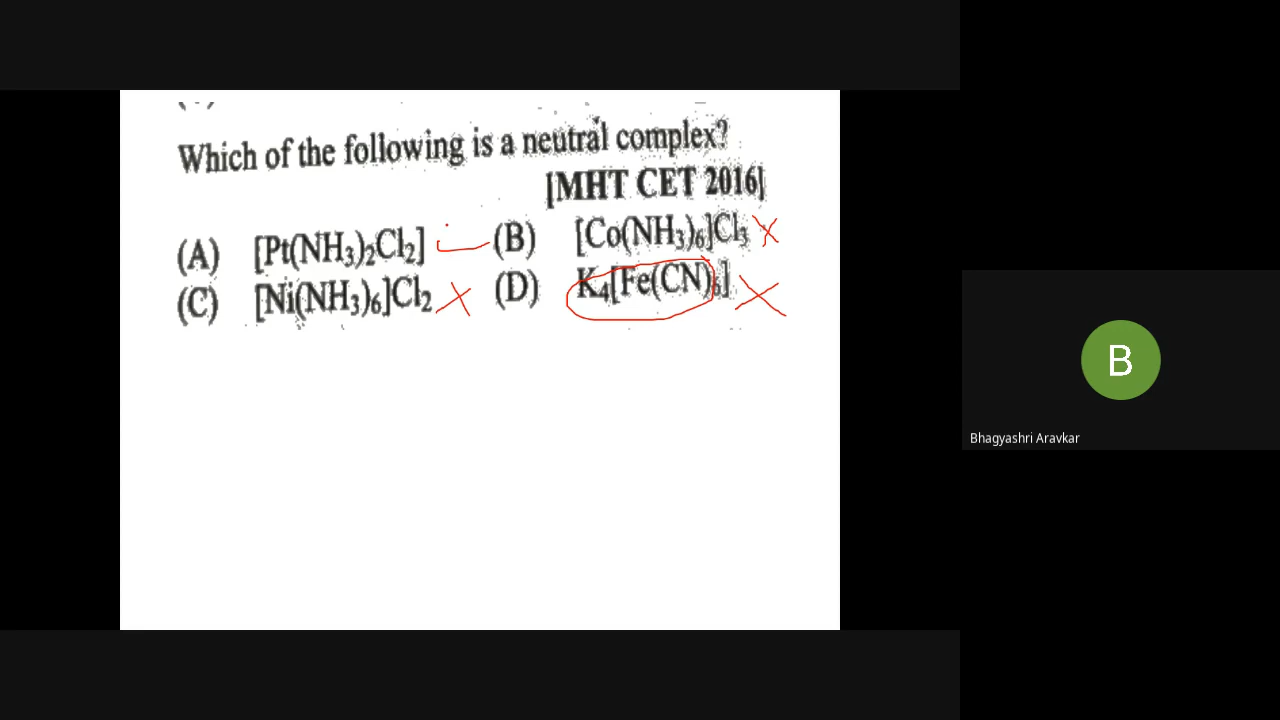 Which of the following is a neutral complex?
[MHT CET 2016]
(A) [Pt(NH₃)₂Cl₂] (B) [Co(NH₃)₆]Cl₃
(C) [Ni(NH₃)₆]Cl₂ (D) K₄[Fe(CN)₆]
B
Bhagyashri Aravkar